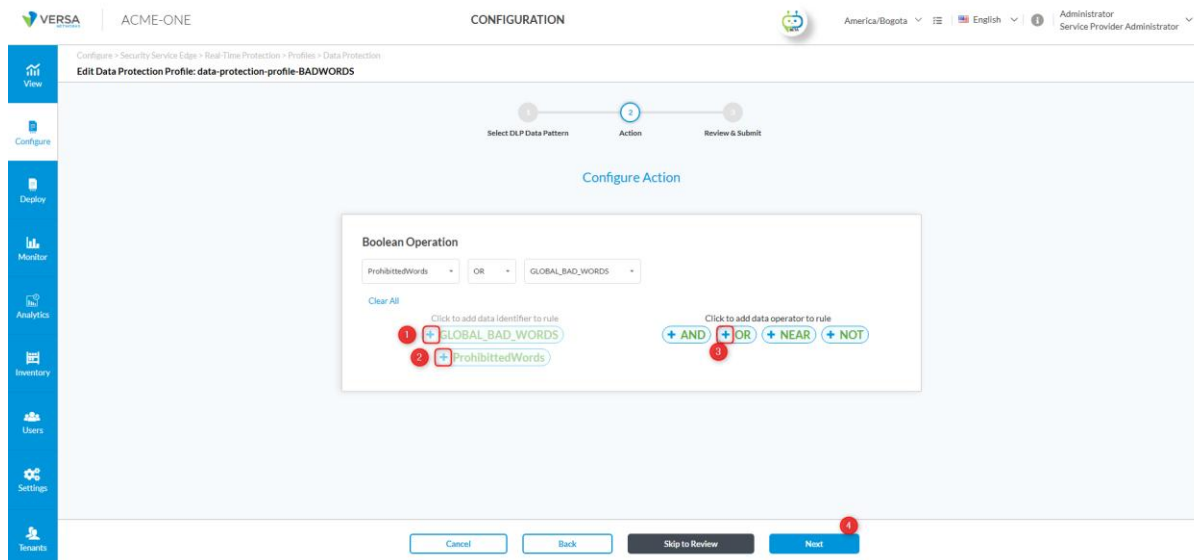 VERSA
NETWORKS
ACME-ONE
CONFIGURATION
America/Bogota
English
Administrator
Service Provider Administrator
Configure > Security Service Edge > Real-Time Protection > Profiles > Data Protection
Edit Data Protection Profile: data-protection-profile-BADWORDS
View
Configure
Deploy
Monitor
Analytics
Inventory
Users
Settings
Tenants
1
2
3
Select DLP Data Pattern
Action
Review & Submit
Configure Action
Boolean Operation
ProhibittedWords
OR
GLOBAL_BAD_WORDS
Clear All
Click to add data identifier to rule
Click to add data operator to rule
1 + GLOBAL_BAD_WORDS
+ AND + OR + NEAR + NOT
2 + ProhibittedWords
3
4
Cancel
Back
Skip to Review
Next